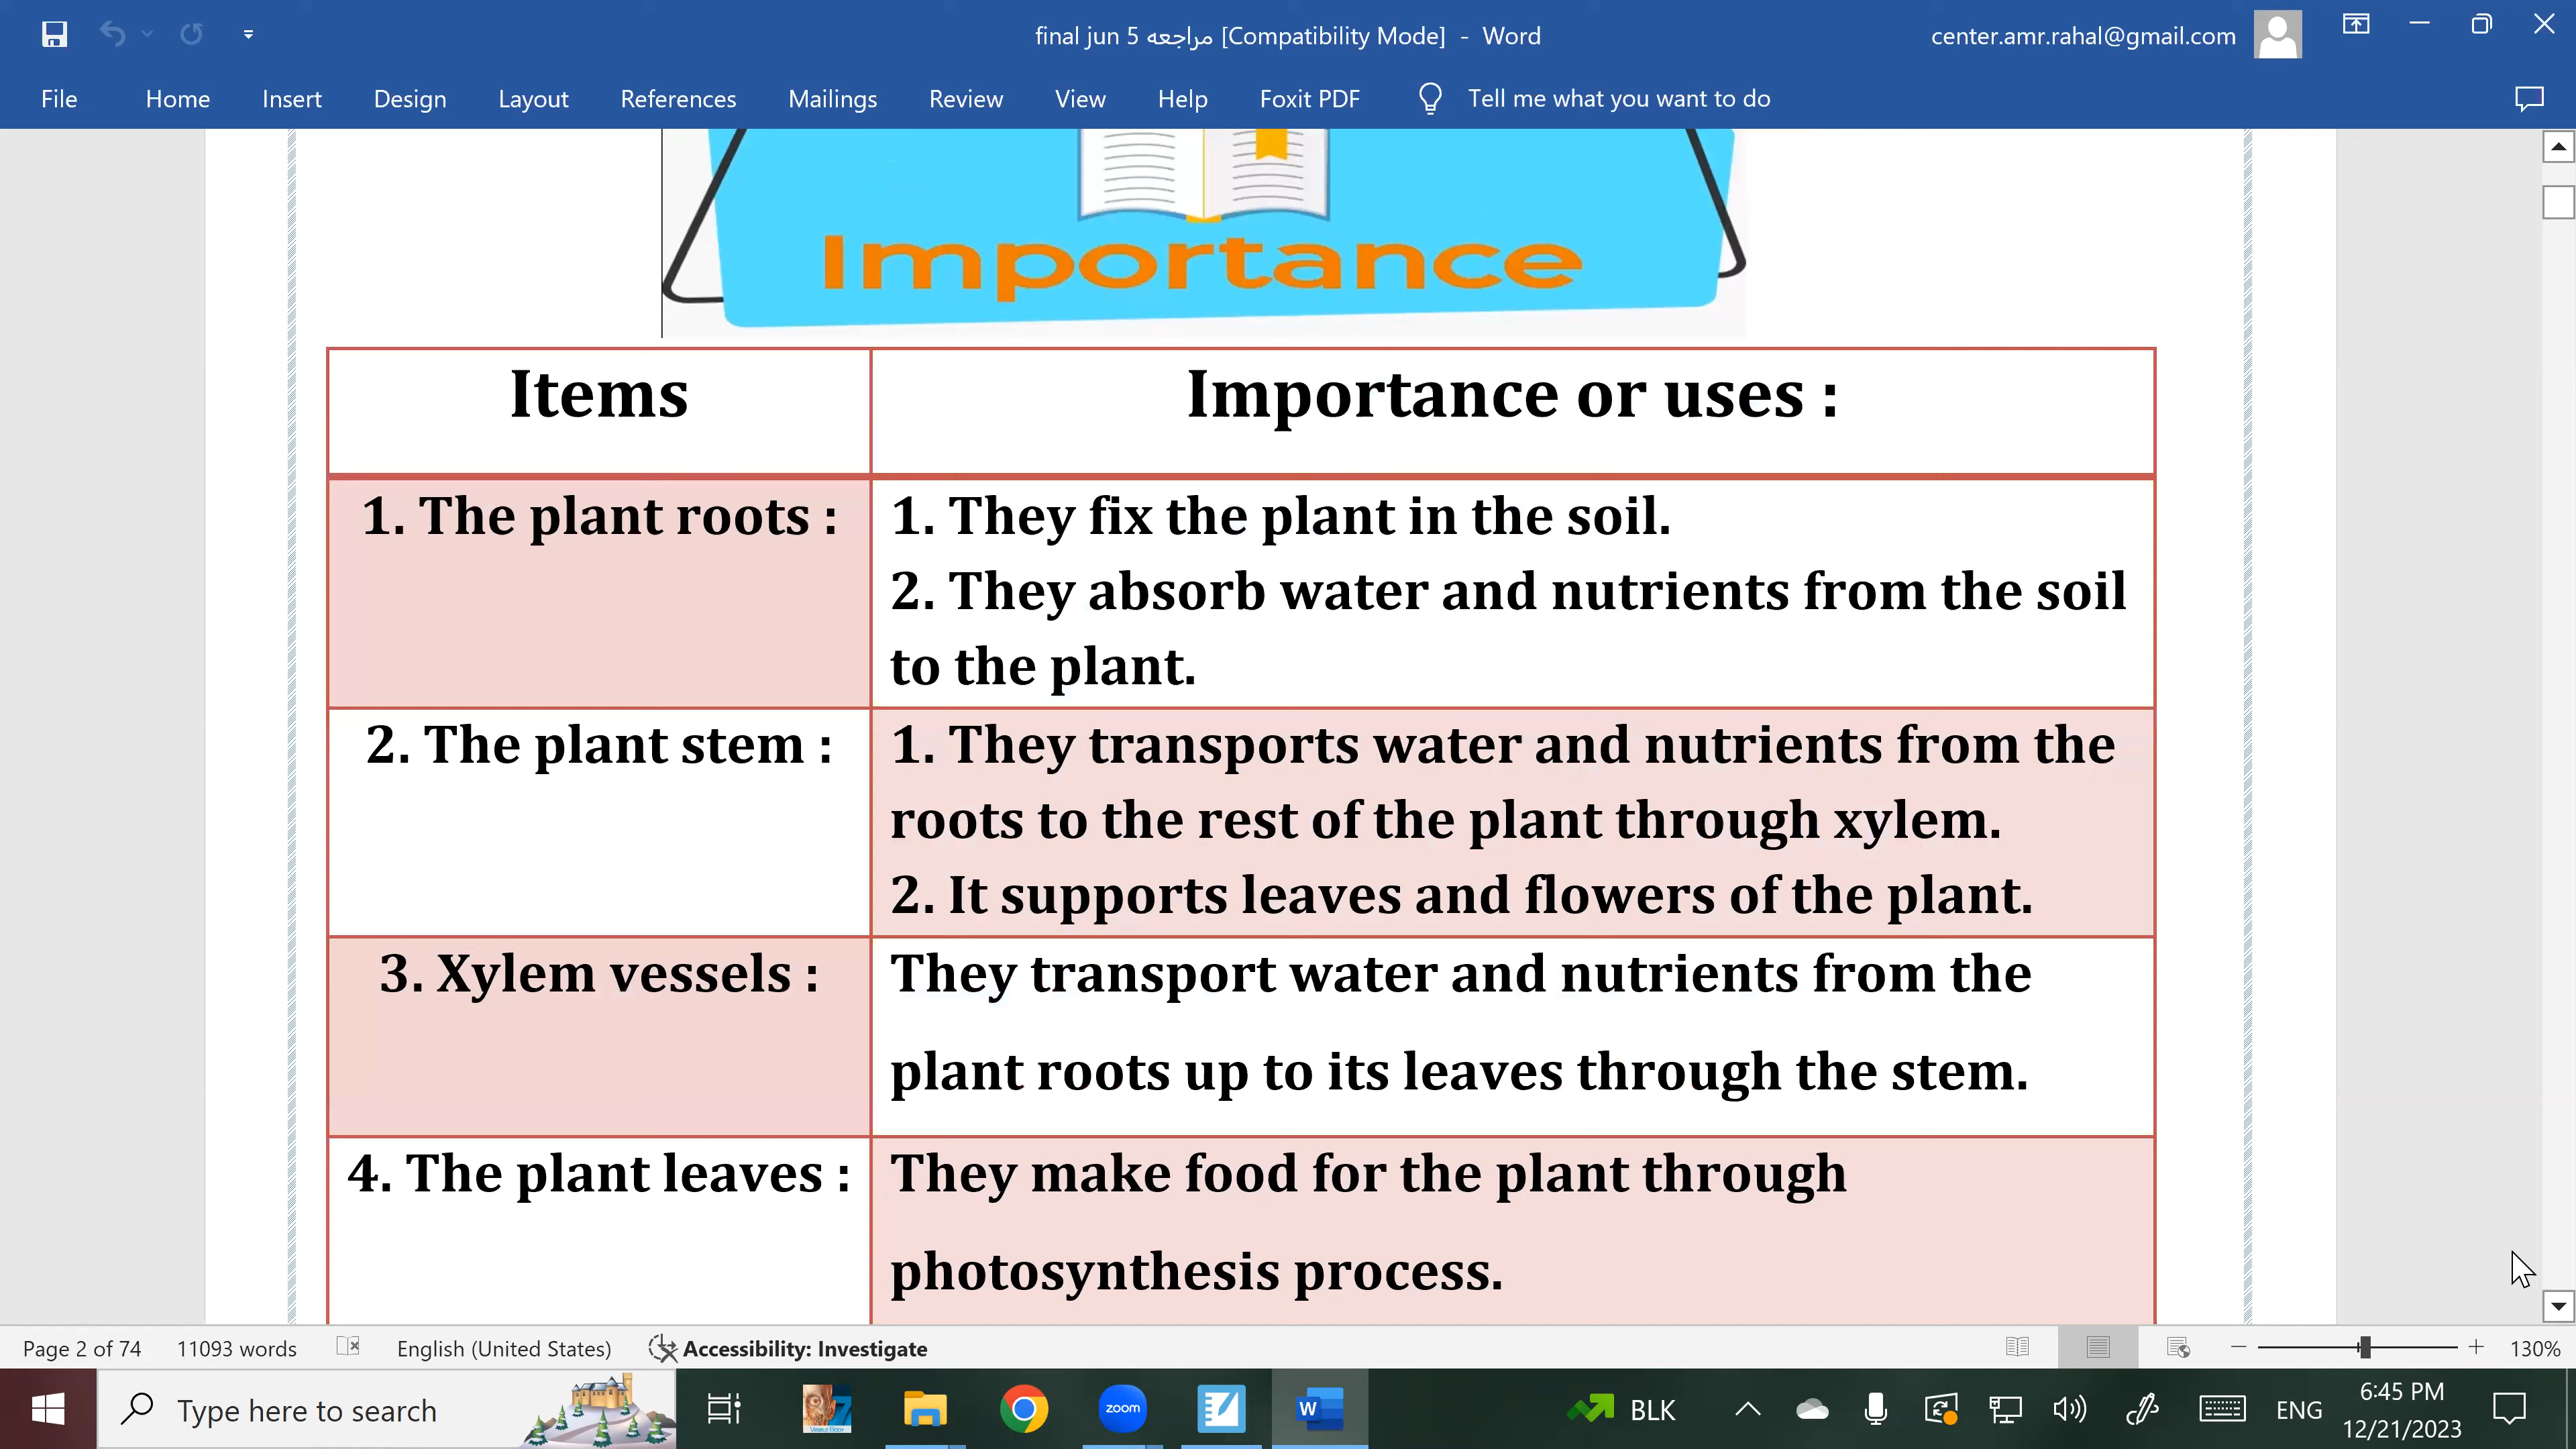 final jun 5 مراجعه [Compatibility Mode] - Word
center.amr.rahal@gmail.com
File Home Insert Design Layout References Mailings Review View Help Foxit PDF Tell me what you want to do
Importance
Items
Importance or uses :
1. The plant roots :
1. They fix the plant in the soil.
2. They absorb water and nutrients from the soil
to the plant.
2. The plant stem :
1. They transports water and nutrients from the
roots to the rest of the plant through xylem.
2. It supports leaves and flowers of the plant.
3. Xylem vessels :
They transport water and nutrients from the
plant roots up to its leaves through the stem.
4. The plant leaves :
They make food for the plant through
photosynthesis process.
Page 2 of 74 11093 words English (United States) Accessibility: Investigate 130%
Type here to search zoom W BLK ENG
6:45 PM
12/21/2023